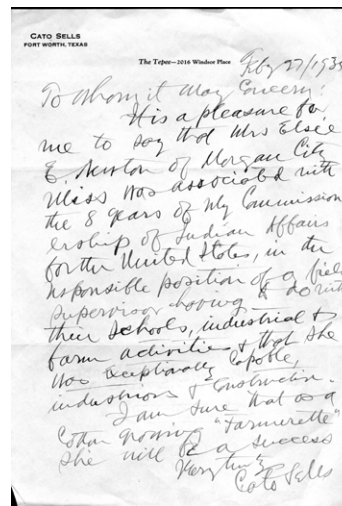 CATO SELLS
FORT WORTH, TEXAS
The Tepee—2016 Windsor Place
Feby 27/1935
To Whom it May Concern:
It is a pleasure for
me to say that Mrs Elsie
E. Newton of Morgan City
Miss was associated with
the 8 years of My Commission
ership of Indian Affairs
for the United States, in the
responsible position of a field
supervisor having to do with
their schools, industrial &
farm activities & that she
was exceptionally capable,
industrious & constructive.
I am sure that as a
Cotton growing "Farmerette"
she will be a success
Very truly
Cato Sells